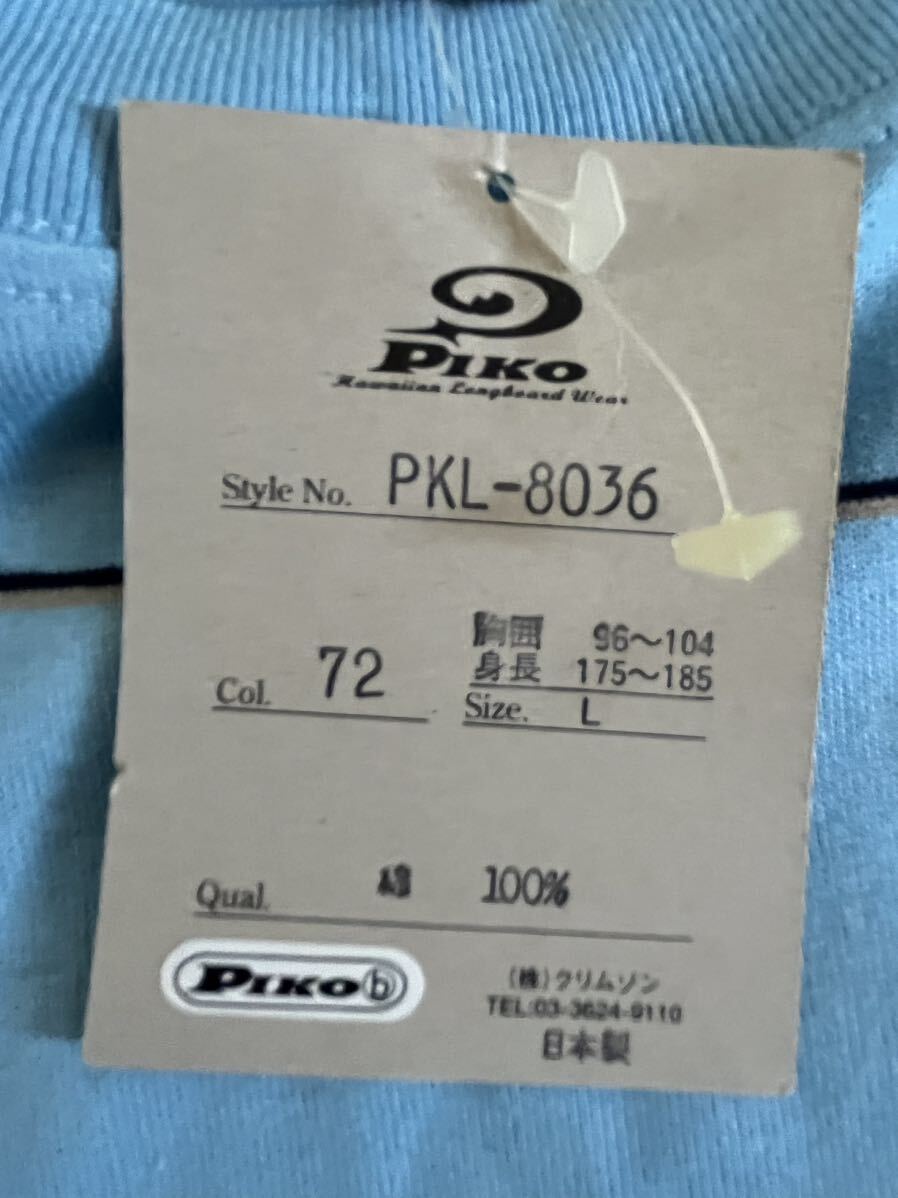 PIKO
Hawaiian Longboard Wear
Style No. PKL-8036
胸囲 96～104
身長 175～185
Col. 72
Size. L
Qual. 綿 100%
PIKO b
(株)クリムゾン
TEL:03-3624-9110
日本製